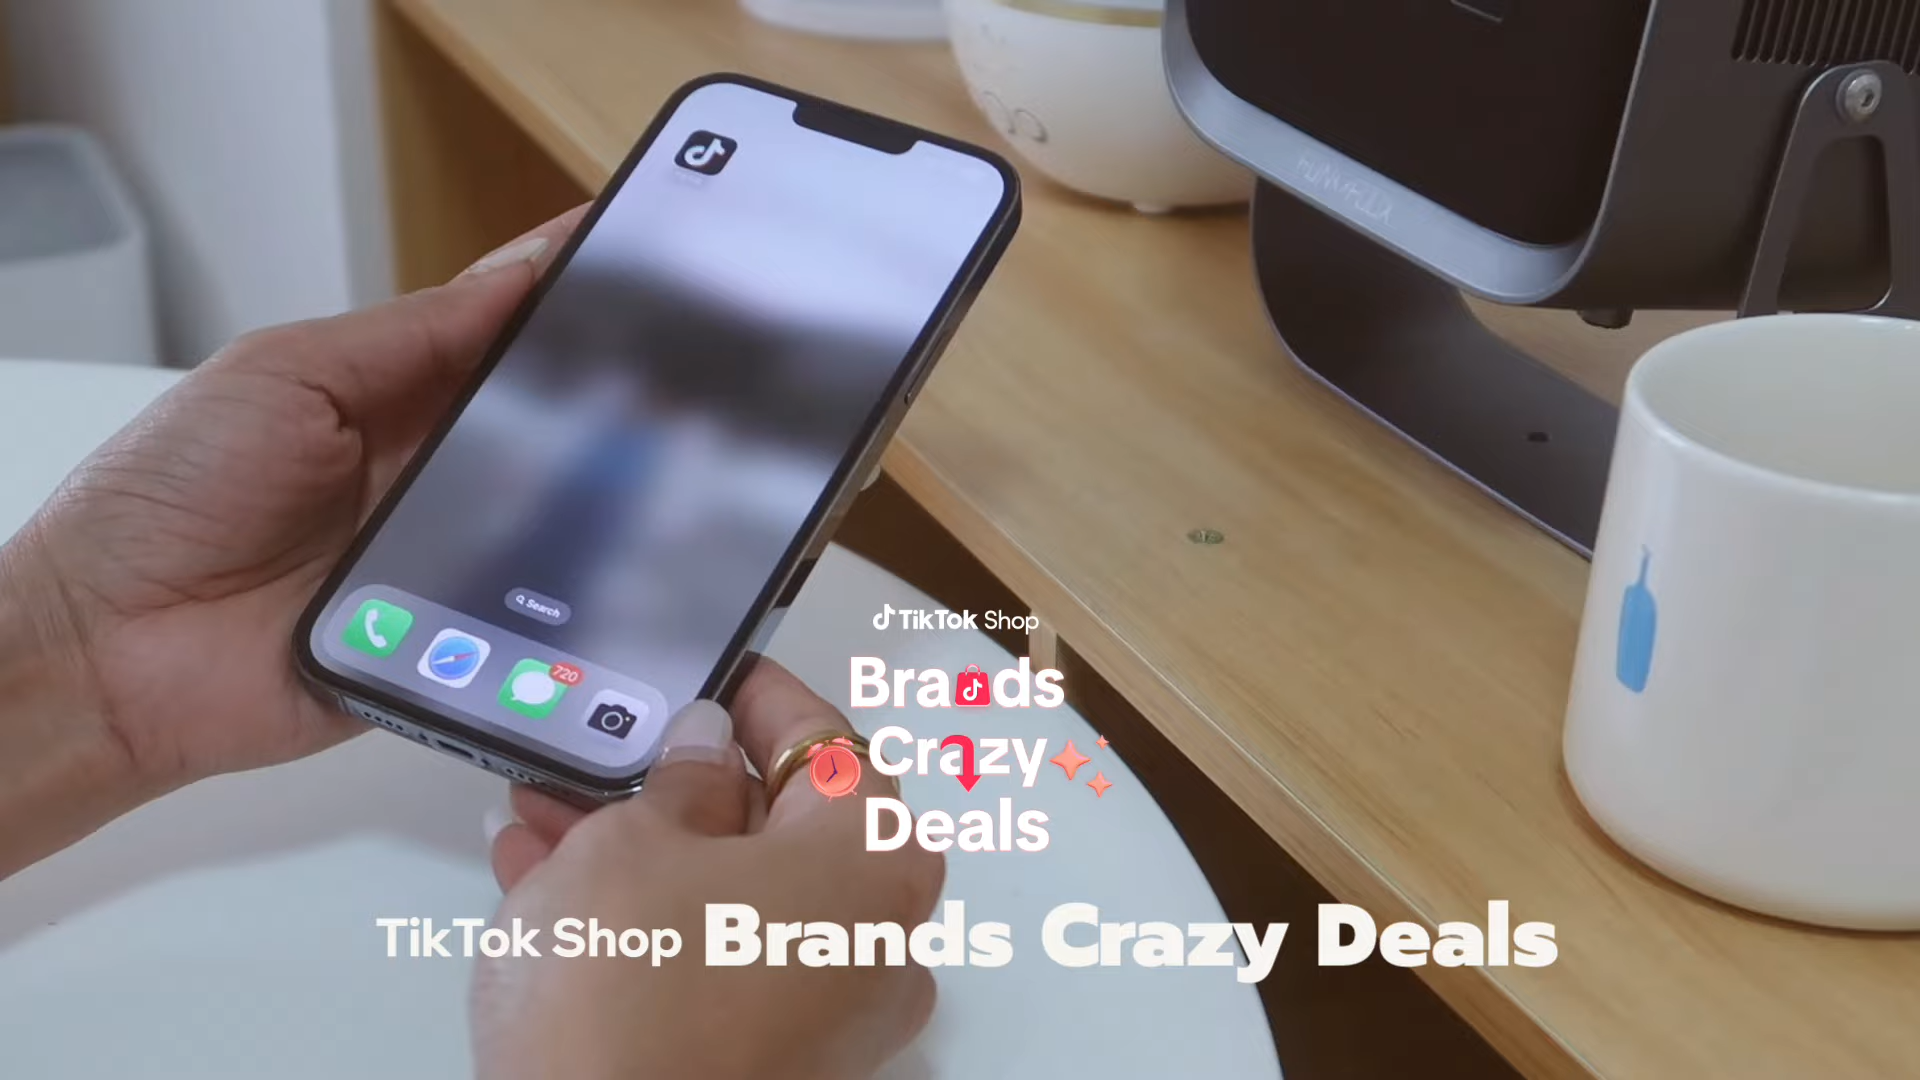 Search
720
TikTok Shop
Brands
Crazy
Deals
TikTok Shop Brands Crazy Deals